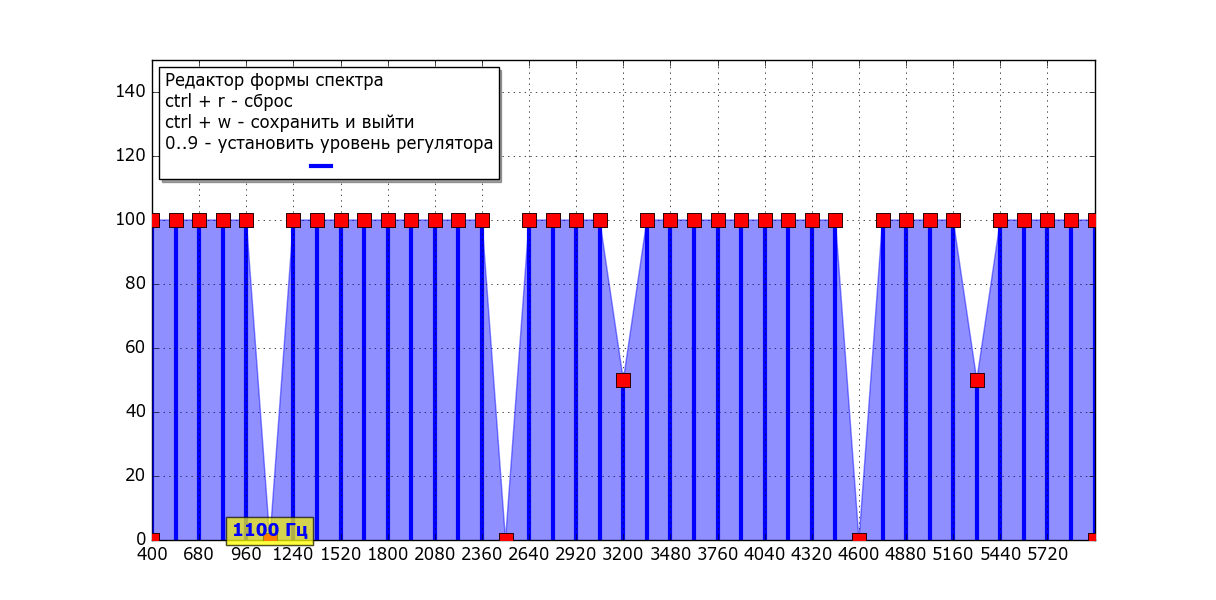 140
120
100
80
60
40
20
0
Редактор формы спектра
ctrl + r - сброс
ctrl + w - сохранить и выйти
0..9 - установить уровень регулятора
1100 Гц
400 680 960 1240 1520 1800 2080 2360 2640 2920 3200 3480 3760 4040 4320 4600 4880 5160 5440 5720